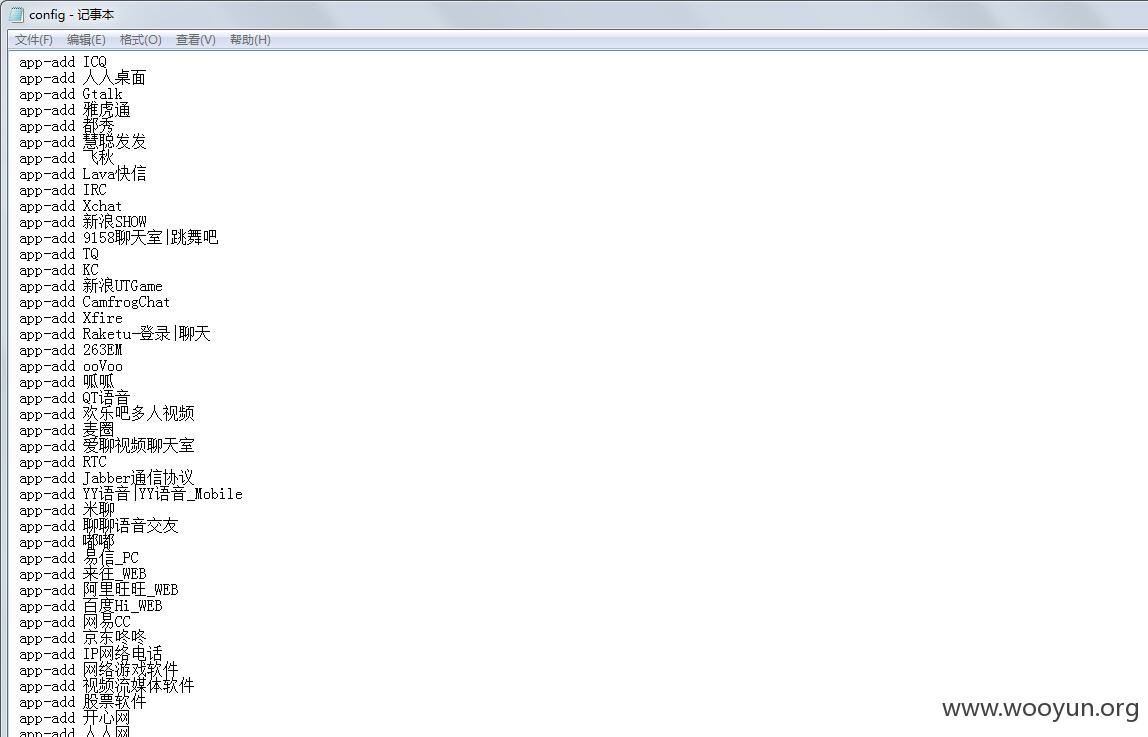 config - 记事本
文件(F) 编辑(E) 格式(O) 查看(V) 帮助(H)
app-add ICQ
app-add 人人桌面
app-add Gtalk
app-add 雅虎通
app-add 都秀
app-add 慧聪发发
app-add 飞秋
app-add Lava快信
app-add IRC
app-add Xchat
app-add 新浪SHOW
app-add 9158聊天室|跳舞吧
app-add TQ
app-add KC
app-add 新浪UTGame
app-add CamfrogChat
app-add Xfire
app-add Raketu-登录|聊天
app-add 263EM
app-add ooVoo
app-add 呱呱
app-add QT语音
app-add 欢乐吧多人视频
app-add 麦圈
app-add 爱聊视频聊天室
app-add RTC
app-add Jabber通信协议
app-add YY语音|YY语音_Mobile
app-add 米聊
app-add 聊聊语音交友
app-add 嘟嘟
app-add 易信_PC
app-add 来往_WEB
app-add 阿里旺旺_WEB
app-add 百度Hi_WEB
app-add 网易CC
app-add 京东咚咚
app-add IP网络电话
app-add 网络游戏软件
app-add 视频流媒体软件
app-add 股票软件
app-add 开心网
app-add 人人网
www.wooyun.org